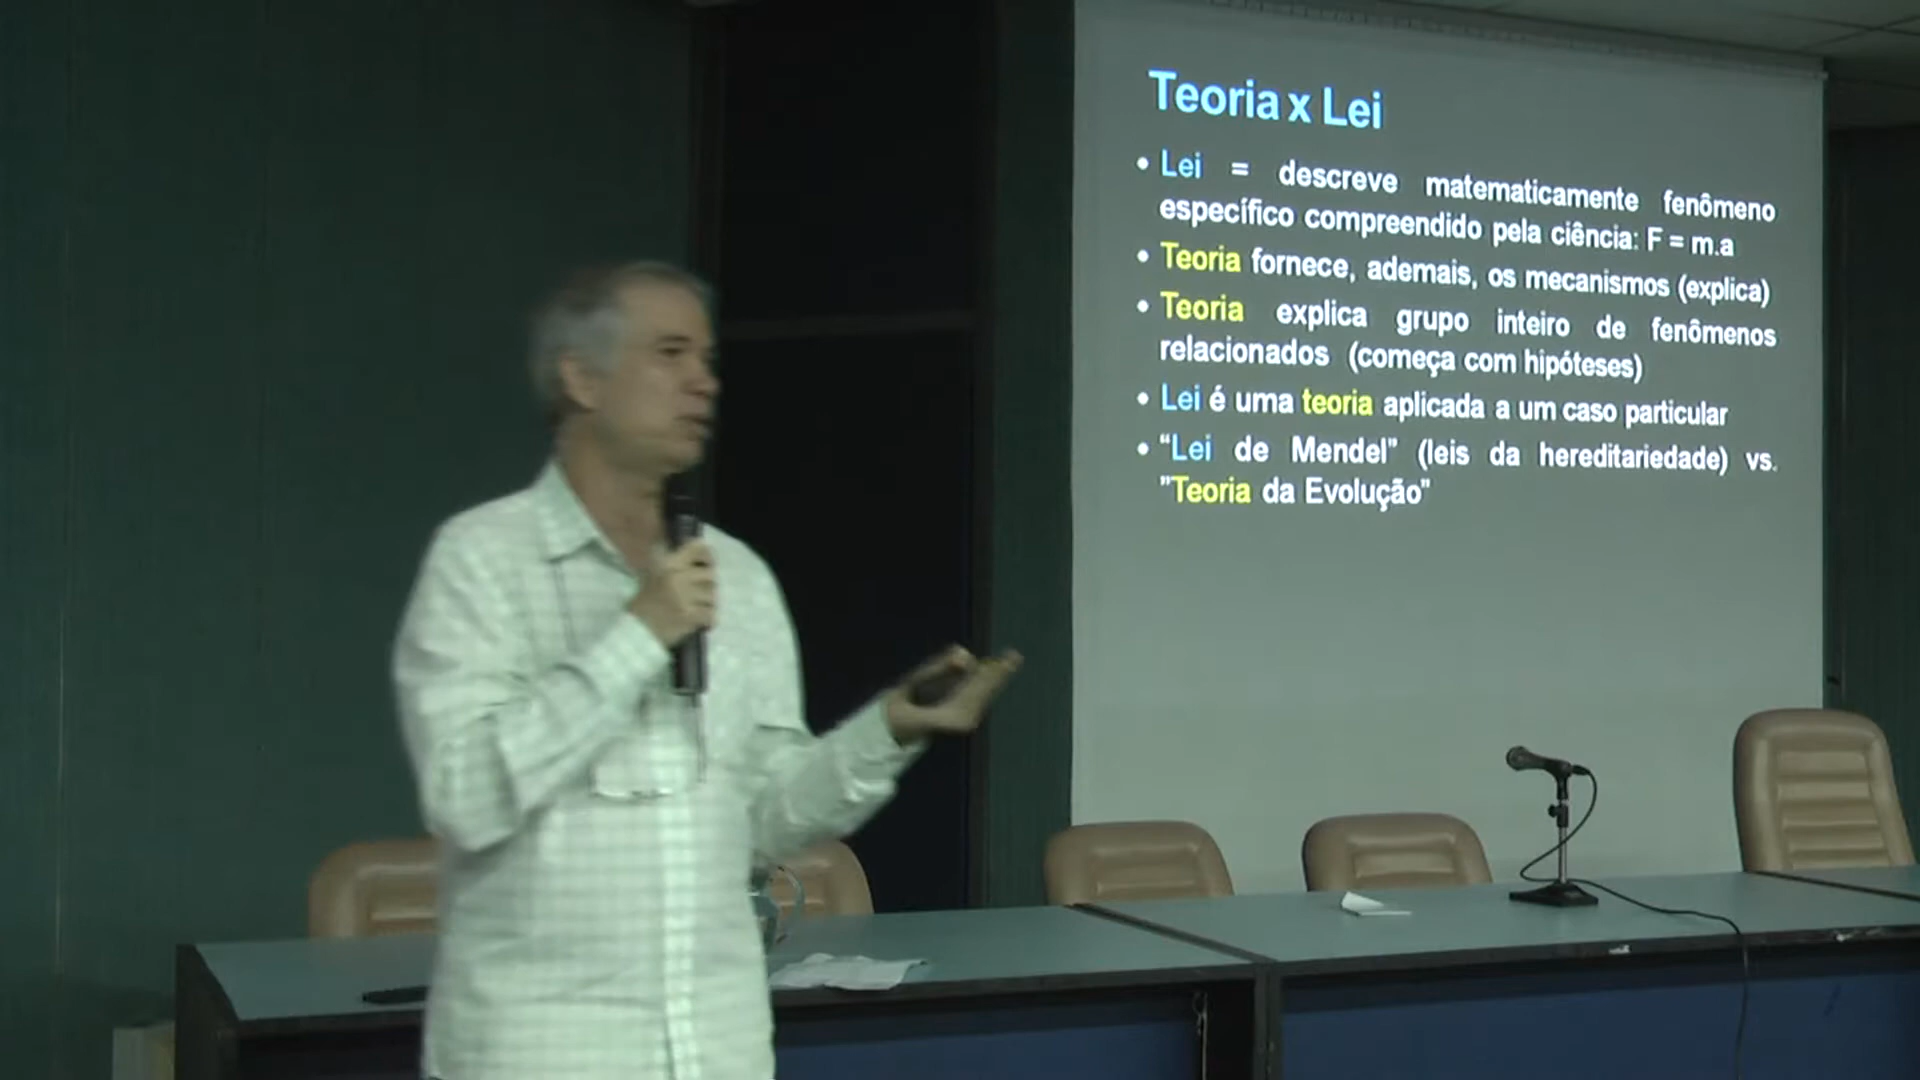 Teoria x Lei
• Lei = descreve matematicamente fenômeno
específico compreendido pela ciência: F = m.a
• Teoria fornece, ademais, os mecanismos (explica)
• Teoria explica grupo inteiro de fenômenos
relacionados (começa com hipóteses)
• Lei é uma teoria aplicada a um caso particular
• “Lei de Mendel” (leis da hereditariedade) vs.
”Teoria da Evolução”